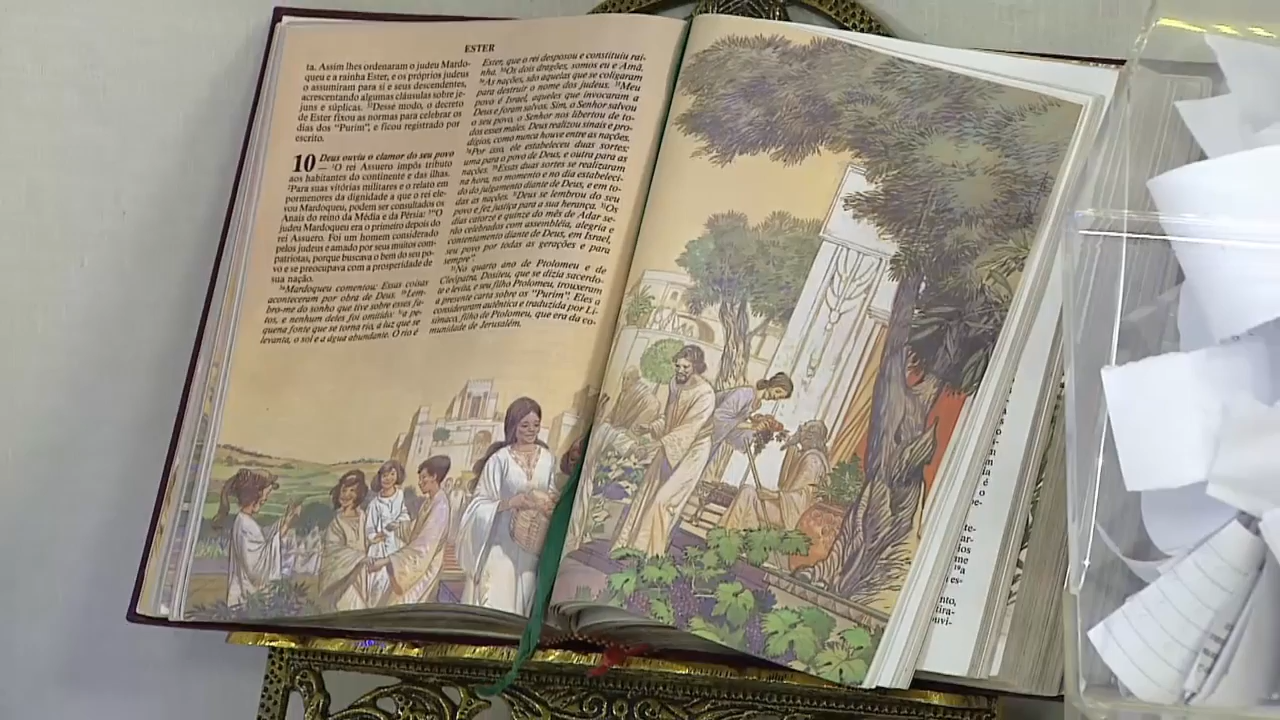 ESTER
ta. Assim lhes ordenaram o judeu Mardo-
queu e a rainha Ester, e os próprios judeus
o assumiram para si e seus descendentes,
acrescentando algumas cláusulas sobre je-
juns e súplicas. ³²Desse modo, o decreto
de Ester fixou as normas para celebrar os
dias dos "Purim", e ficou registrado por
escrito.
10 Deus ouviu o clamor do seu povo
— ¹O rei Assuero impôs tributo
aos habitantes do continente e das ilhas.
²Para suas vitórias militares e o relato em
pormenores da dignidade a que o rei ele-
vou Mardoqueu, podem ser consultados os
Anais do reino da Média e da Pérsia: ³"O
judeu Mardoqueu era o primeiro depois do
rei Assuero. Foi um homem considerado
pelos judeus e amado por seus muitos com-
patriotas, porque buscava o bem do seu po-
vo e se preocupava com a prosperidade de
sua nação.
Mardoqueu comentou: Essas coisas
aconteceram por obra de Deus. Lem-
bro-me do sonho que tive sobre esses fa-
tos, e nenhum deles foi omitido: a pe-
quena fonte que se torna rio, a luz que se
levanta, o sol e a água abundante. O rio é
Ester, que o rei desposou e constituiu rai-
nha. Os dois dragões, somos eu e Amã.
As nações, são aquelas que se coligaram
para destruir o nome dos judeus. Meu
povo é Israel, aqueles que invocaram a
Deus e foram salvos. Sim, o Senhor salvou
o seu povo, o Senhor nos libertou de to-
dos esses males. Deus realizou sinais e pro-
dígios, como nunca houve entre as nações.
Por isso, ele estabeleceu duas sortes:
uma para o povo de Deus, e outra para as
nações. Essas duas sortes se realizaram
na hora, no momento e no dia estabeleci-
do do julgamento diante de Deus, e em to-
das as nações. Deus se lembrou do seu
povo e fez justiça para a sua herança. Os
dias catorze e quinze do mês de Adar se-
rão celebrados com assembléia, alegria e
contentamento diante de Deus, em Israel,
seu povo por todas as gerações e para
sempre".
No quarto ano de Ptolomeu e de
Cleópatra, Dositeu, que se dizia sacerdo-
te e levita, e seu filho Ptolomeu, trouxeram
a presente carta sobre os "Purim". Eles a
consideram autêntica e traduzida por Li-
símaco, filho de Ptolomeu, que era da co-
munidade de Jerusalém.